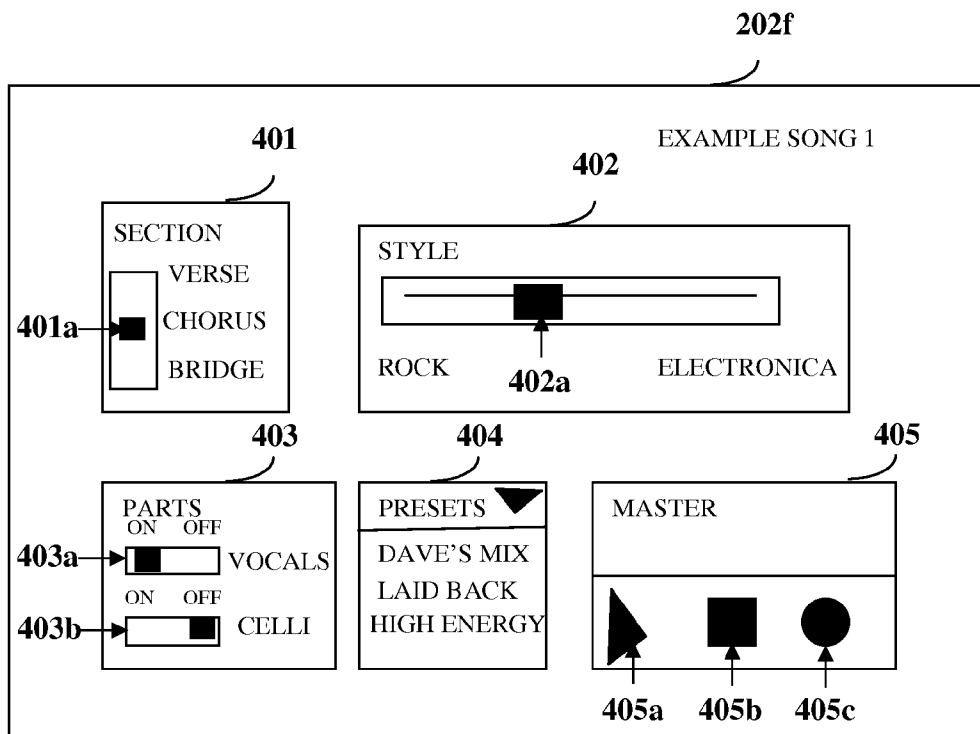 202f
EXAMPLE SONG 1
401
SECTION
VERSE
401a
CHORUS
BRIDGE
402
STYLE
ROCK
ELECTRONICA
402a
403
PARTS
ON OFF
403a
VOCALS
ON OFF
403b
CELLI
404
PRESETS
DAVE'S MIX
LAID BACK
HIGH ENERGY
405
MASTER
405a
405b
405c